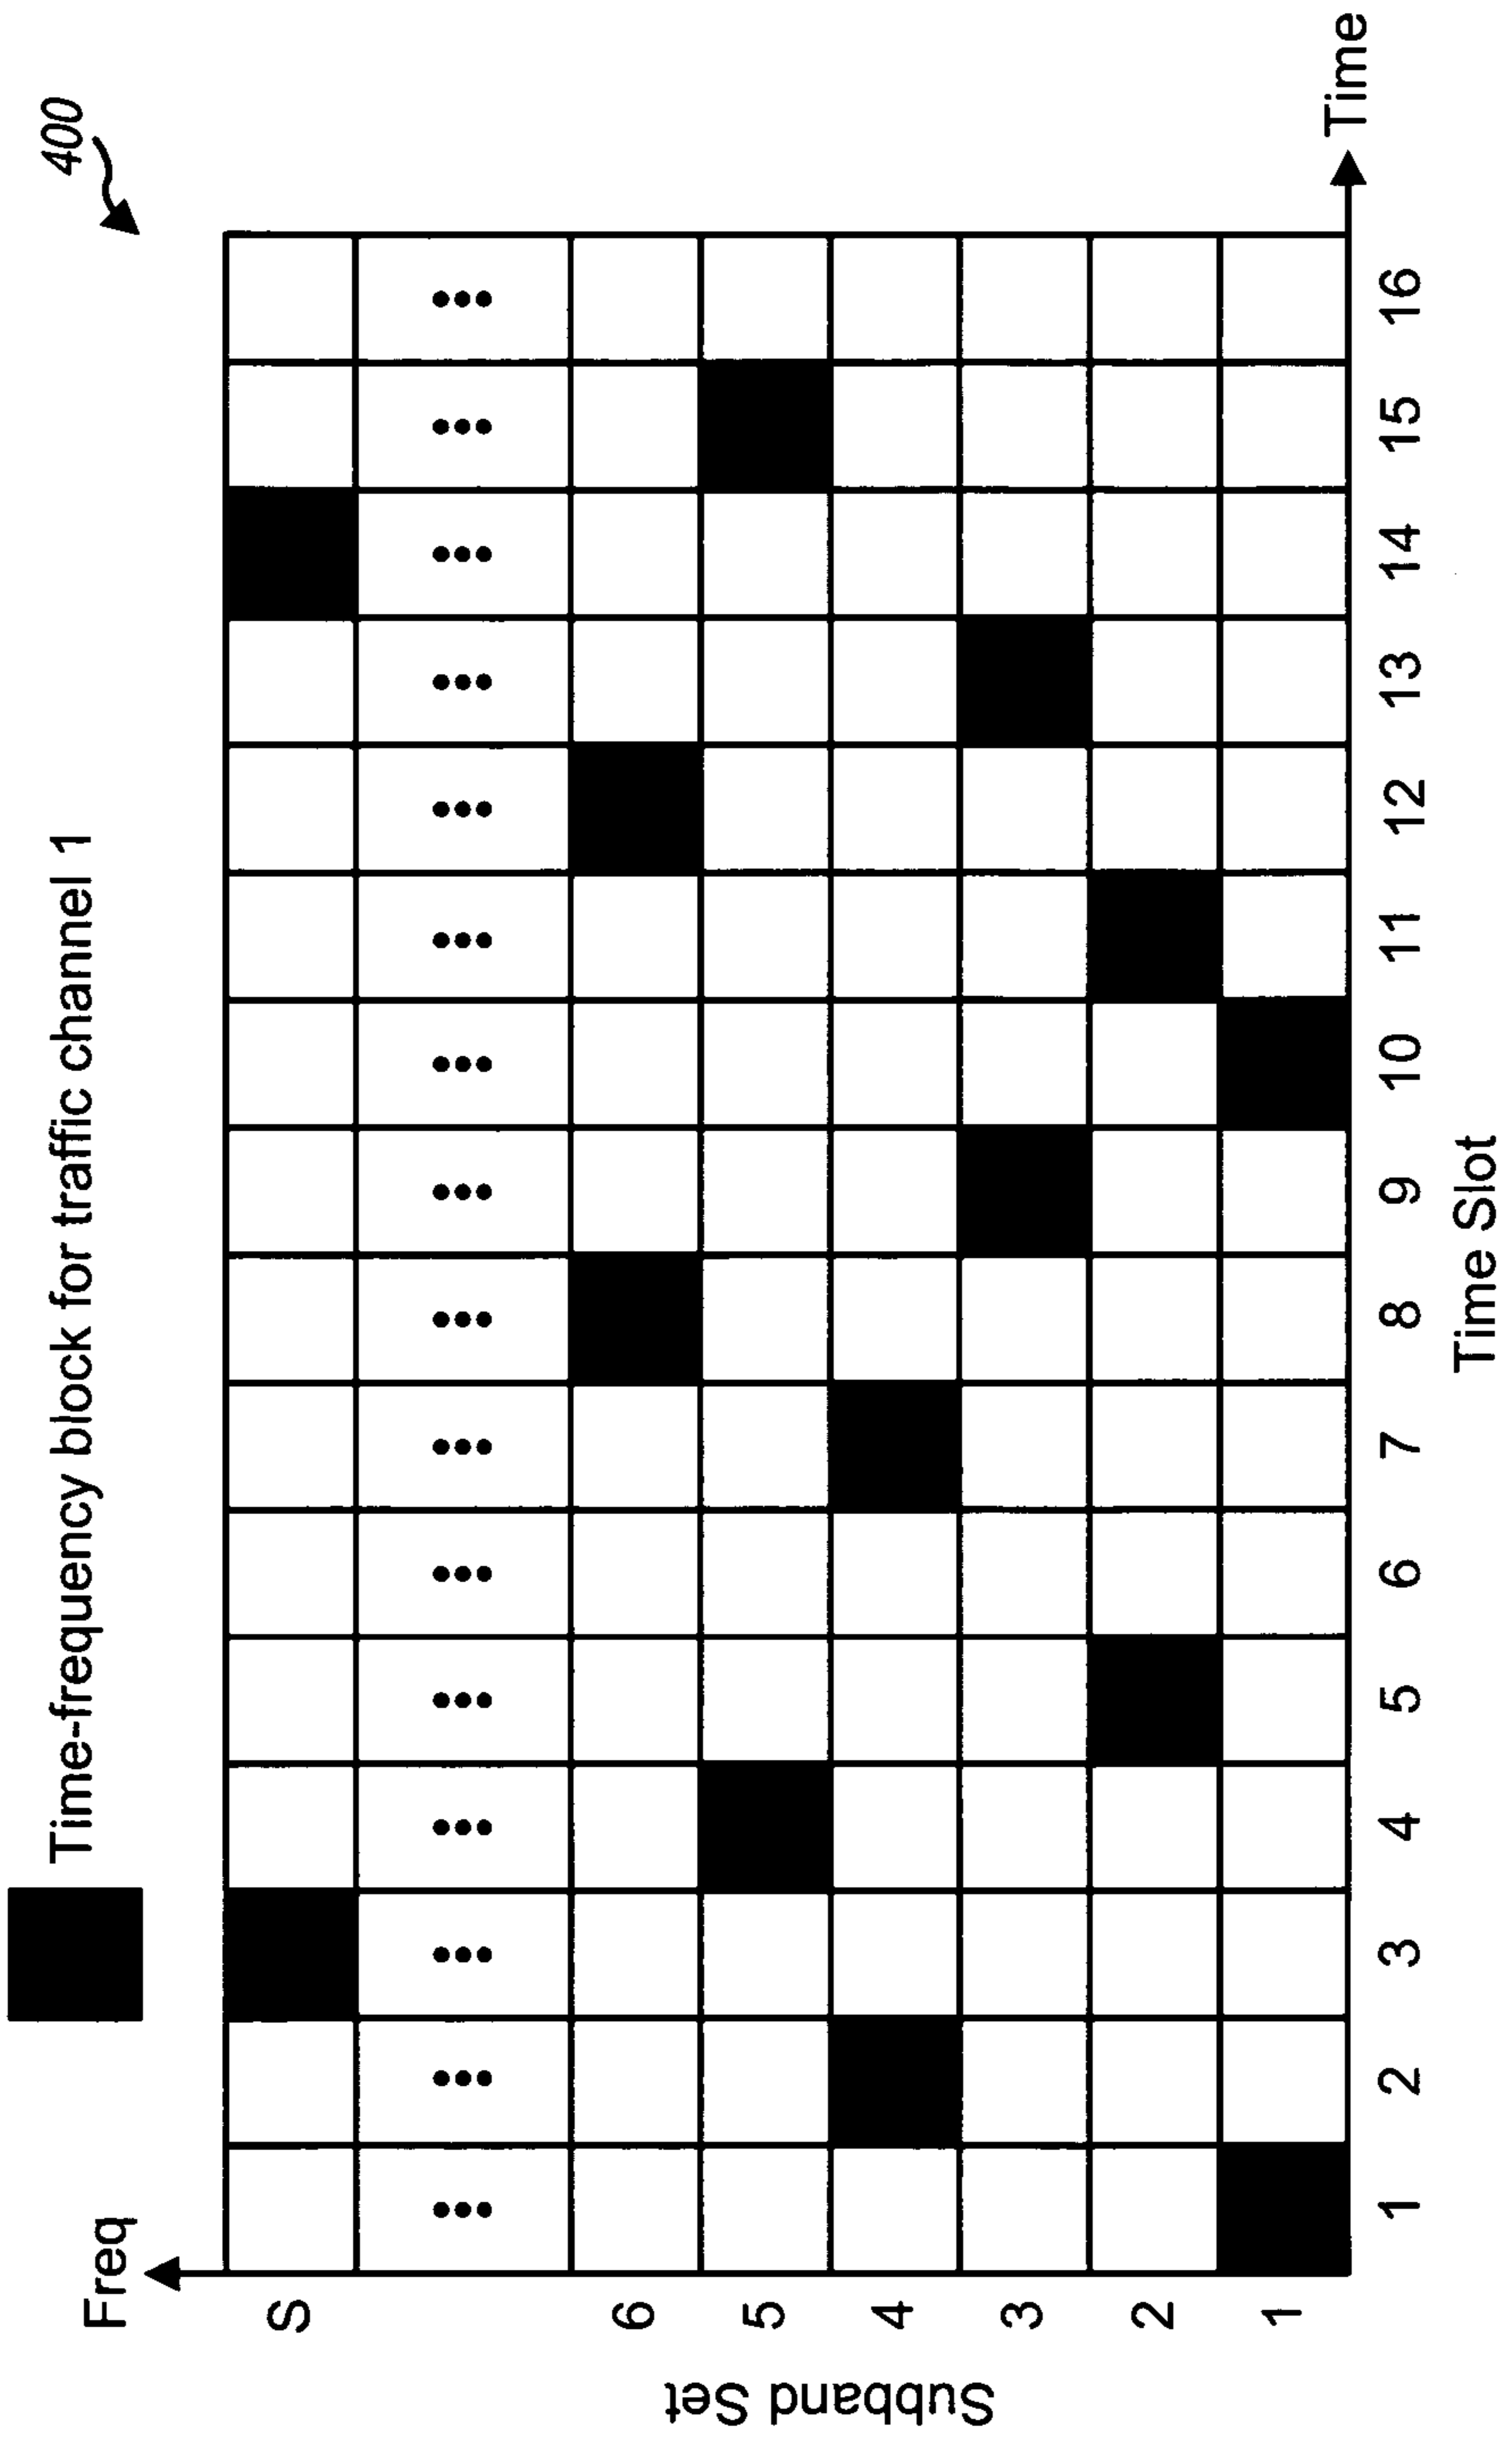 Time-frequency block for traffic channel 1
400
Freq
S
6
5
4
3
2
1
Subband Set
1 2 3 4 5 6 7 8 9 10 11 12 13 14 15 16
Time
Time Slot